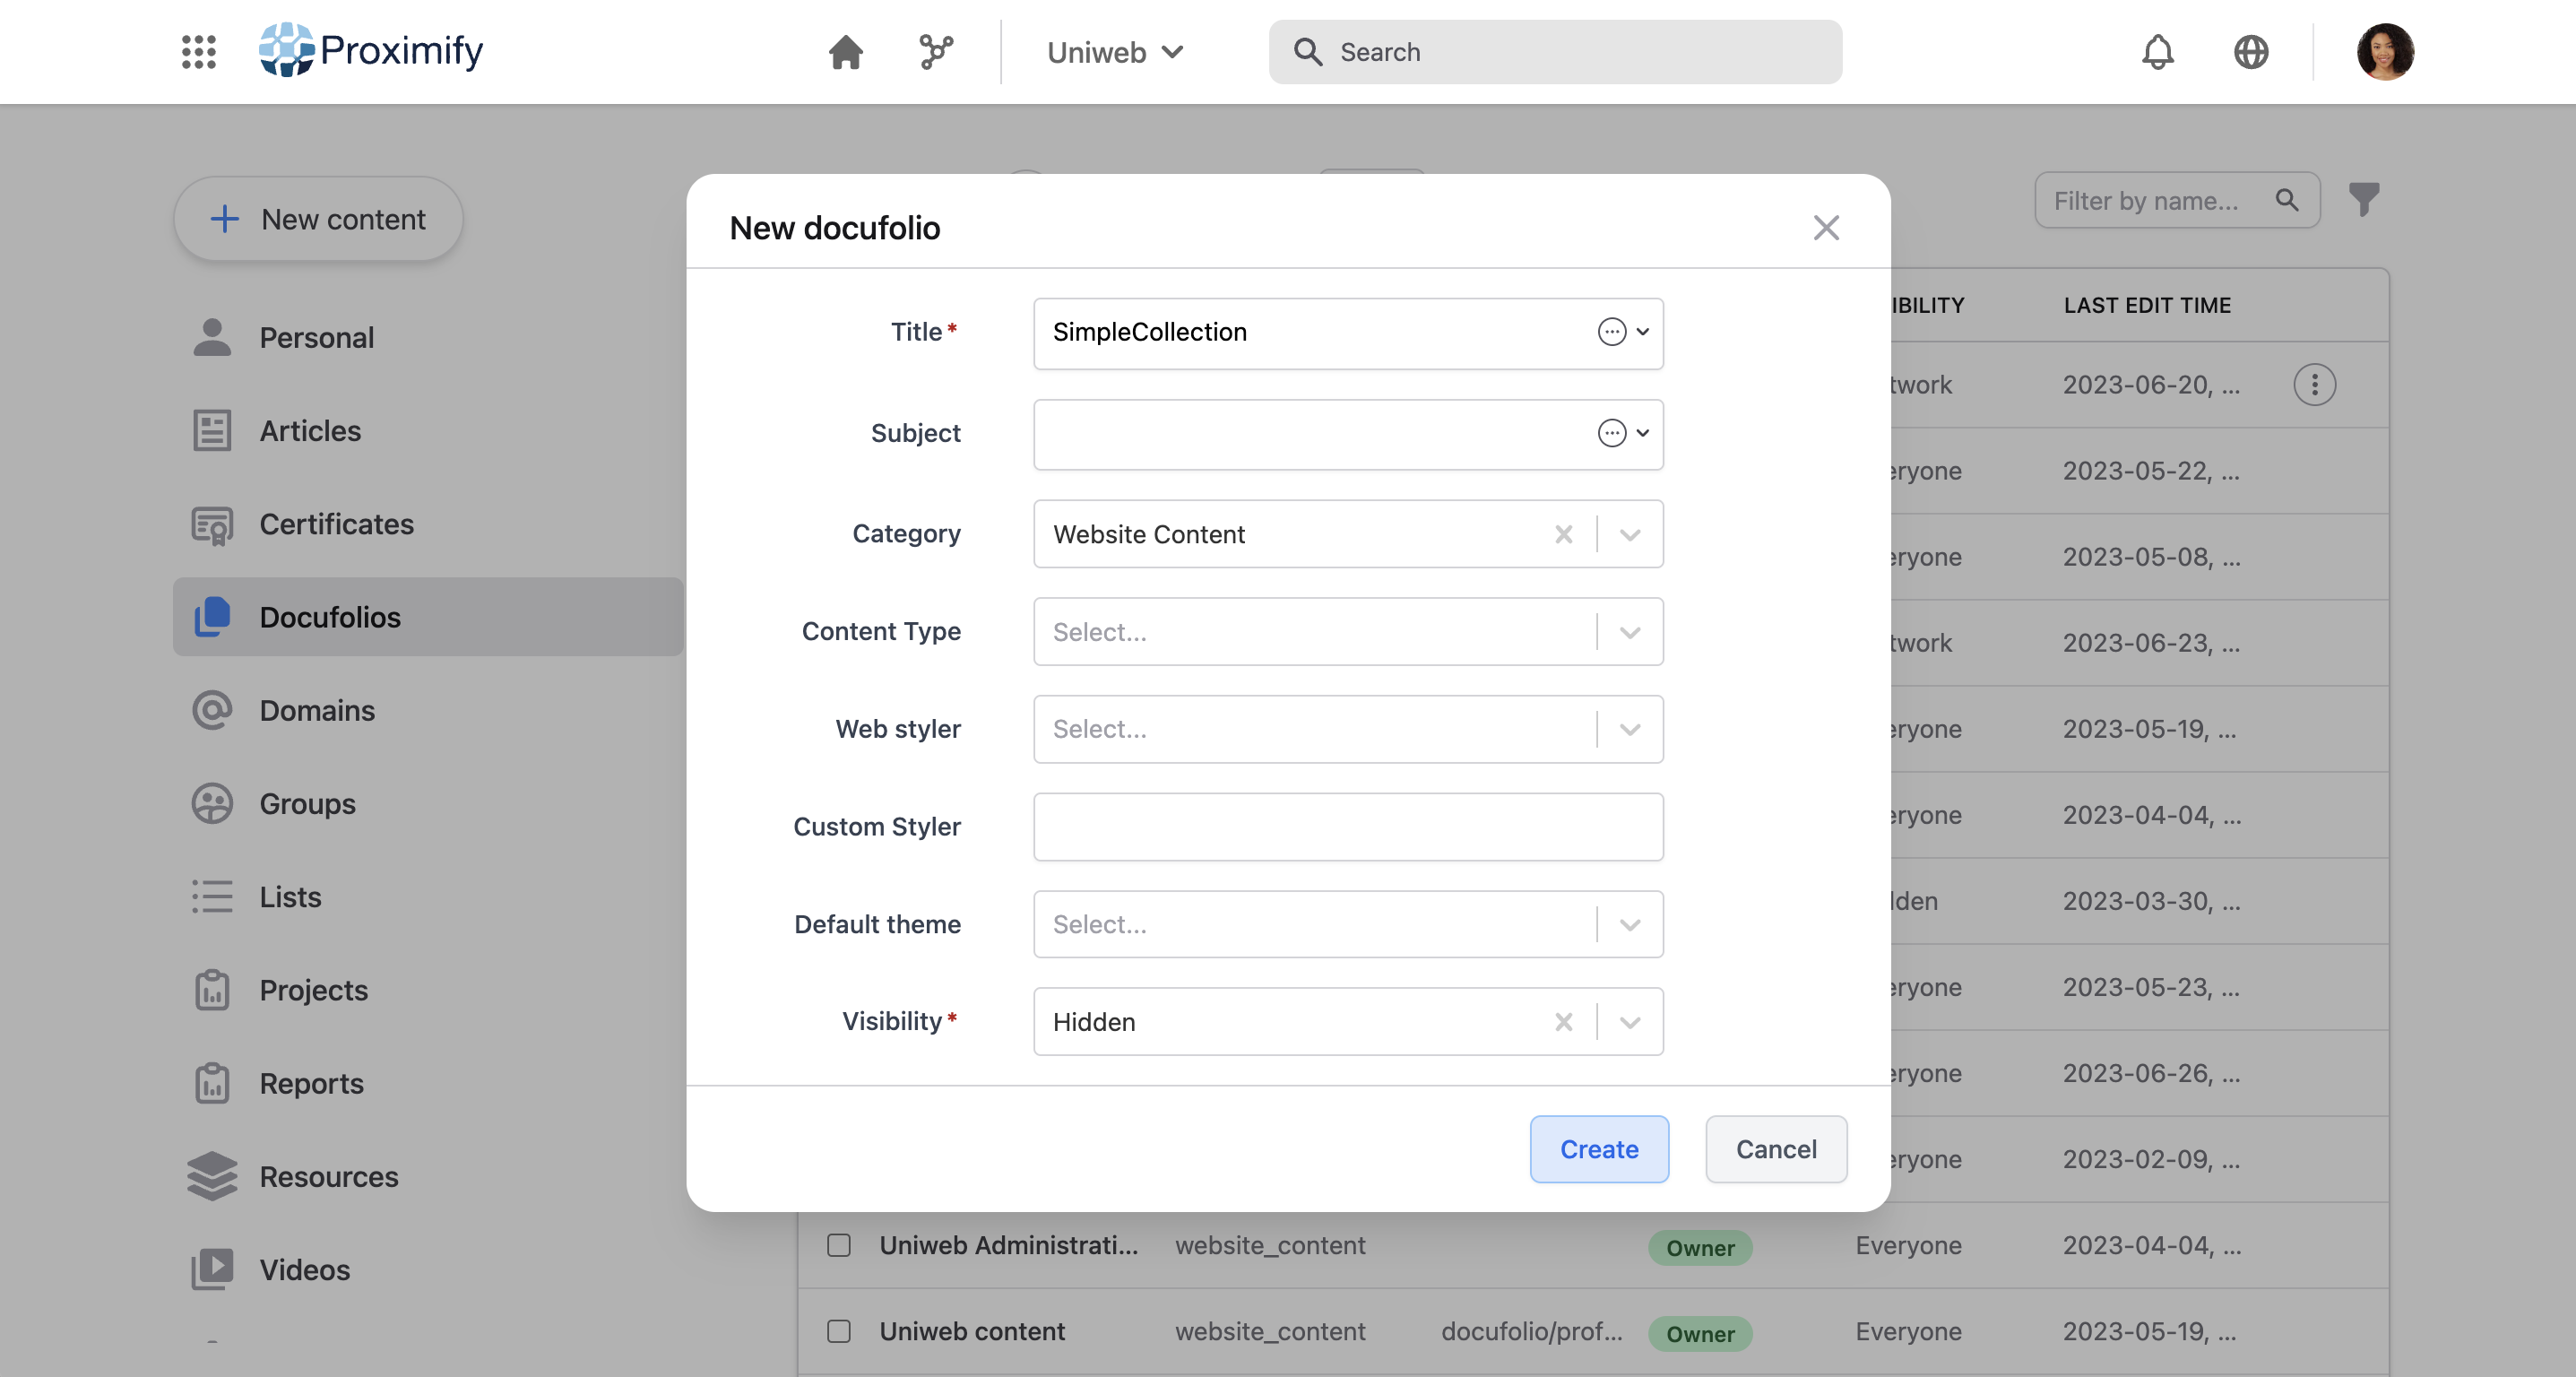 Proximify
Uniweb
Search
New content
Filter by name...
Personal
Articles
Certificates
Docufolios
Domains
Groups
Lists
Projects
Reports
Resources
Videos
New docufolio
Title*
SimpleCollection
Subject
Category
Website Content
Content Type
Select...
Web styler
Select...
Custom Styler
Default theme
Select...
Visibility*
Hidden
Create
Cancel
IBILITY LAST EDIT TIME
twork 2023-06-20, ...
eryone 2023-05-22, ...
eryone 2023-05-08, ...
twork 2023-06-23, ...
eryone 2023-05-19, ...
eryone 2023-04-04, ...
lden 2023-03-30, ...
eryone 2023-05-23, ...
eryone 2023-06-26, ...
eryone 2023-02-09, ...
Uniweb Administrati... website_content Owner Everyone 2023-04-04, ...
Uniweb content website_content docufolio/prof... Owner Everyone 2023-05-19, ...